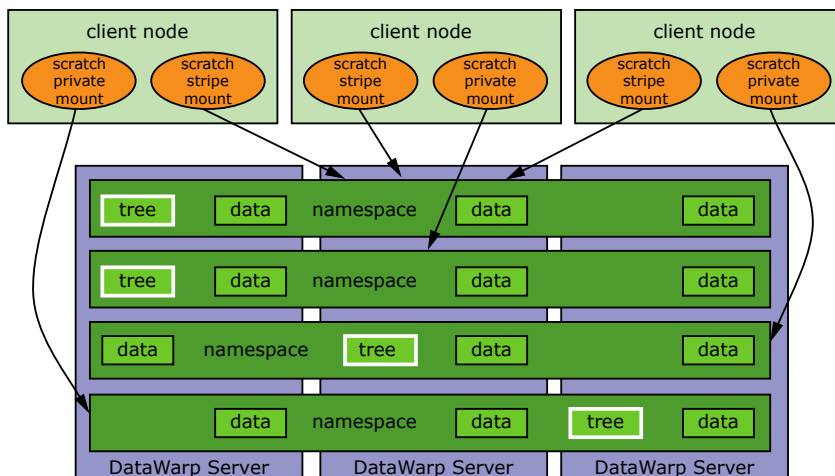 client node
client node
client node
scratch
private
mount
scratch
stripe
mount
scratch
stripe
mount
scratch
private
mount
scratch
stripe
mount
scratch
private
mount
tree data namespace data data
tree data namespace data data
data namespace tree data data
data namespace data tree data
DataWarp Server
DataWarp Server
DataWarp Server